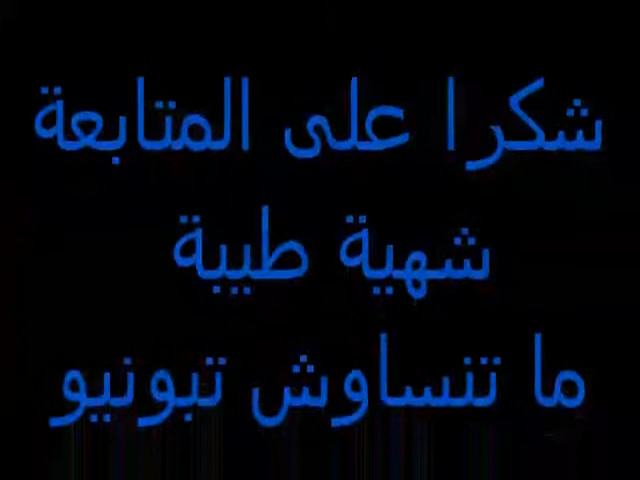 شكرا على المتابعة
شهية طيبة
ما تنساوش تبونيو